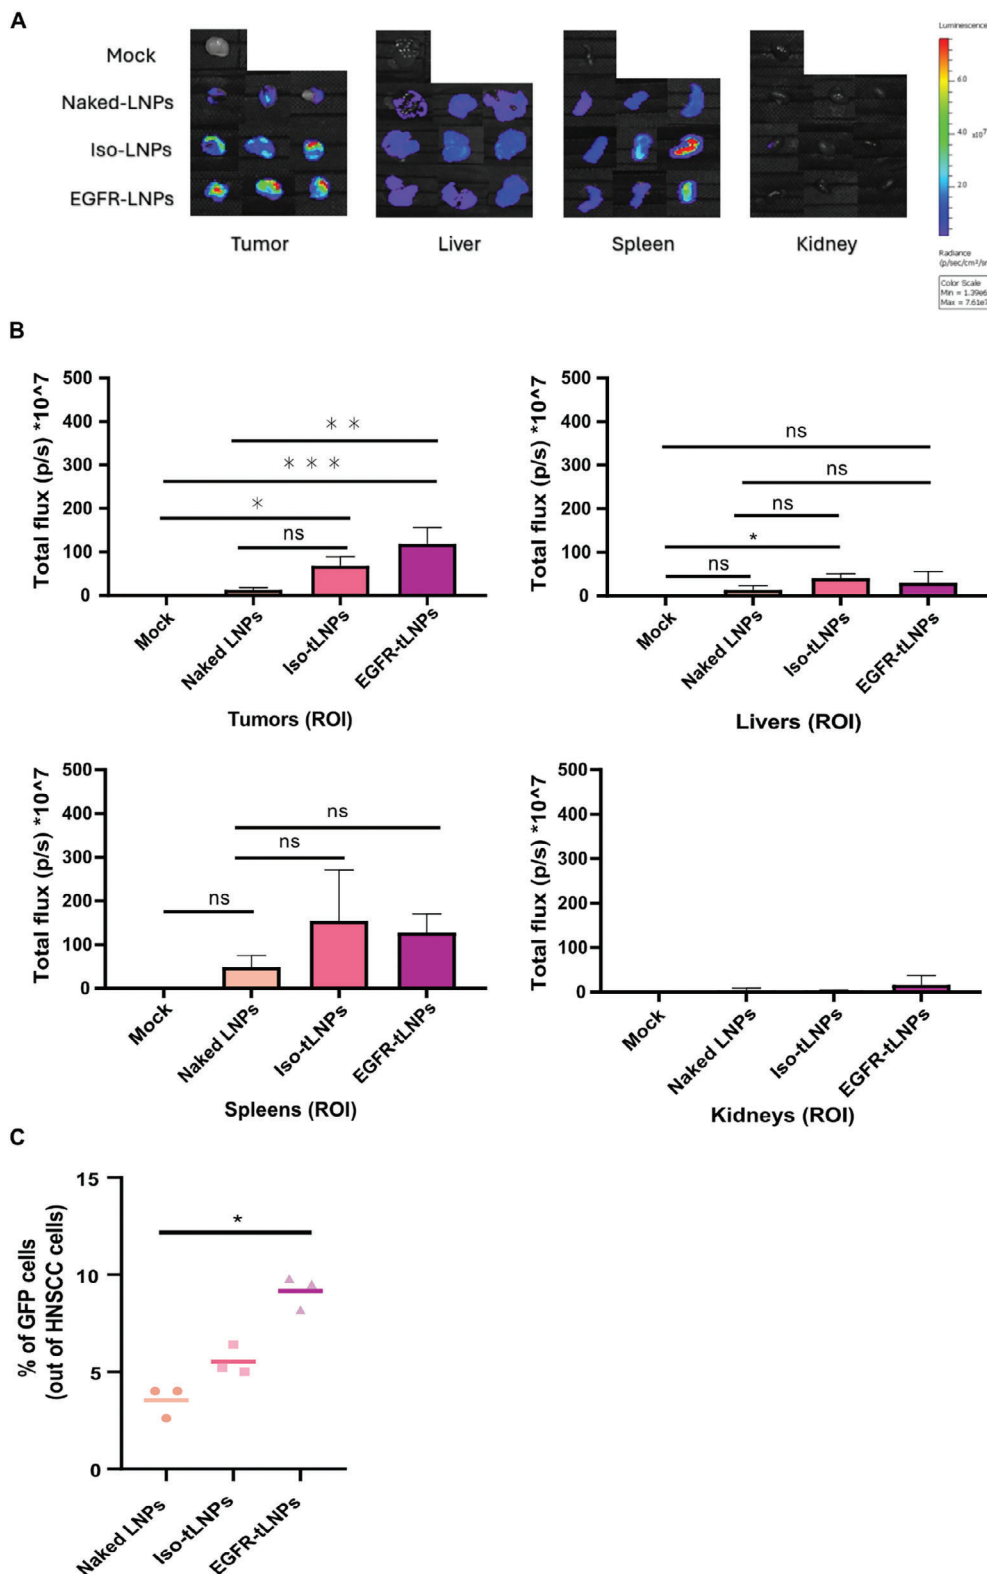 A
Mock
Naked-LNPs
Iso-LNPs
EGFR-LNPs
Tumor
Liver
Spleen
Kidney
Luminescence
6.0
4.0
x10⁷
2.0
Radiance
(p/sec/cm²/sr
Color Scale
Min = 1.39e6
Max = 7.61e7
B
Total flux (p/s) *10^7
500
400
300
200
100
0
** 
***
*
ns
Mock
Naked LNPs
Iso-tLNPs
EGFR-tLNPs
Tumors (ROI)
Total flux (p/s) *10^7
500
400
300
200
100
0
ns
ns
ns
*
ns
Mock
Naked LNPs
Iso-tLNPs
EGFR-tLNPs
Livers (ROI)
Total flux (p/s) *10^7
500
400
300
200
100
0
ns
ns
ns
Mock
Naked LNPs
Iso-tLNPs
EGFR-tLNPs
Spleens (ROI)
Total flux (p/s) *10^7
500
400
300
200
100
0
Mock
Naked LNPs
Iso-tLNPs
EGFR-tLNPs
Kidneys (ROI)
C
% of GFP cells
(out of HNSCC cells)
15
10
5
0
*
Naked LNPs
Iso-tLNPs
EGFR-tLNPs